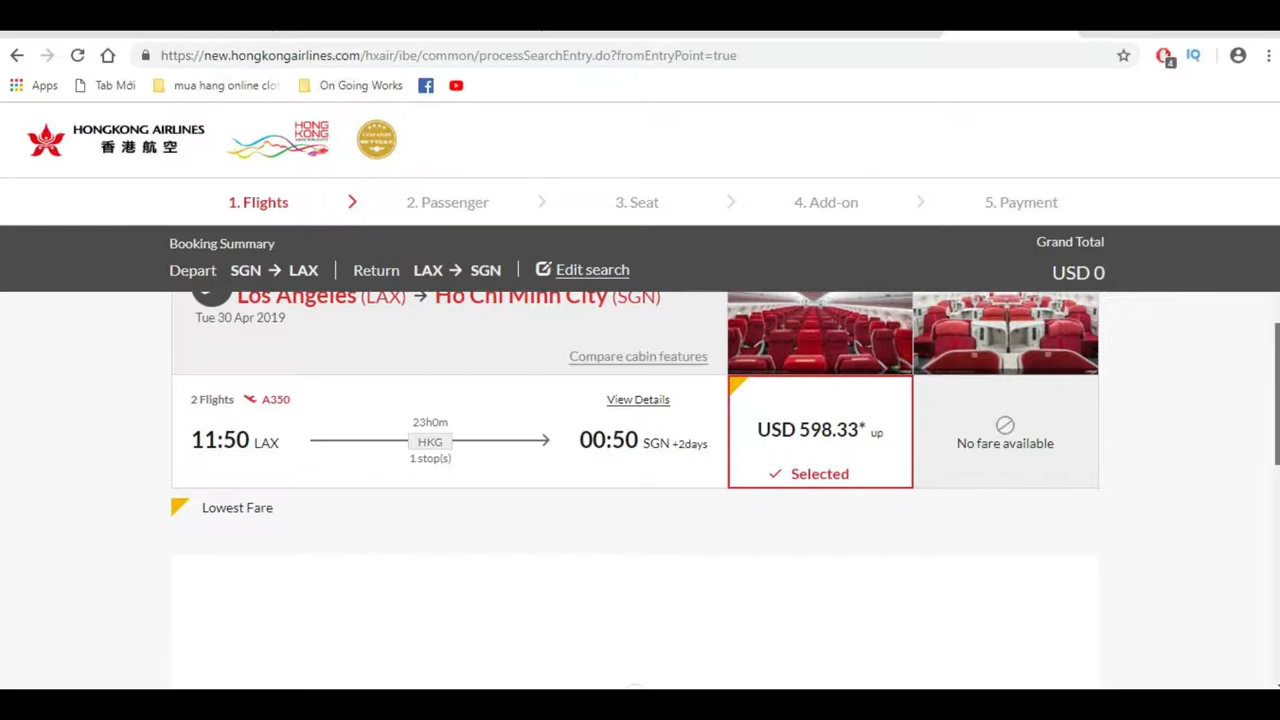 https://new.hongkongairlines.com/hxair/ibe/common/processSearchEntry.do?fromEntryPoint=true
4
Apps Tab Mới mua hang online clot On Going Works
HONGKONG AIRLINES
香港航空
HONG
KONG
1. Flights 2. Passenger 3. Seat 4. Add-on 5. Payment
Booking Summary Grand Total
Depart SGN → LAX Return LAX → SGN Edit search USD 0
Los Angeles (LAX) → Ho Chi Minh City (SGN)
Tue 30 Apr 2019
Compare cabin features
2 Flights A350 View Details
11:50 LAX 23h0m HKG 1 stop(s) 00:50 SGN +2days
USD 598.33* up
Selected
No fare available
Lowest Fare